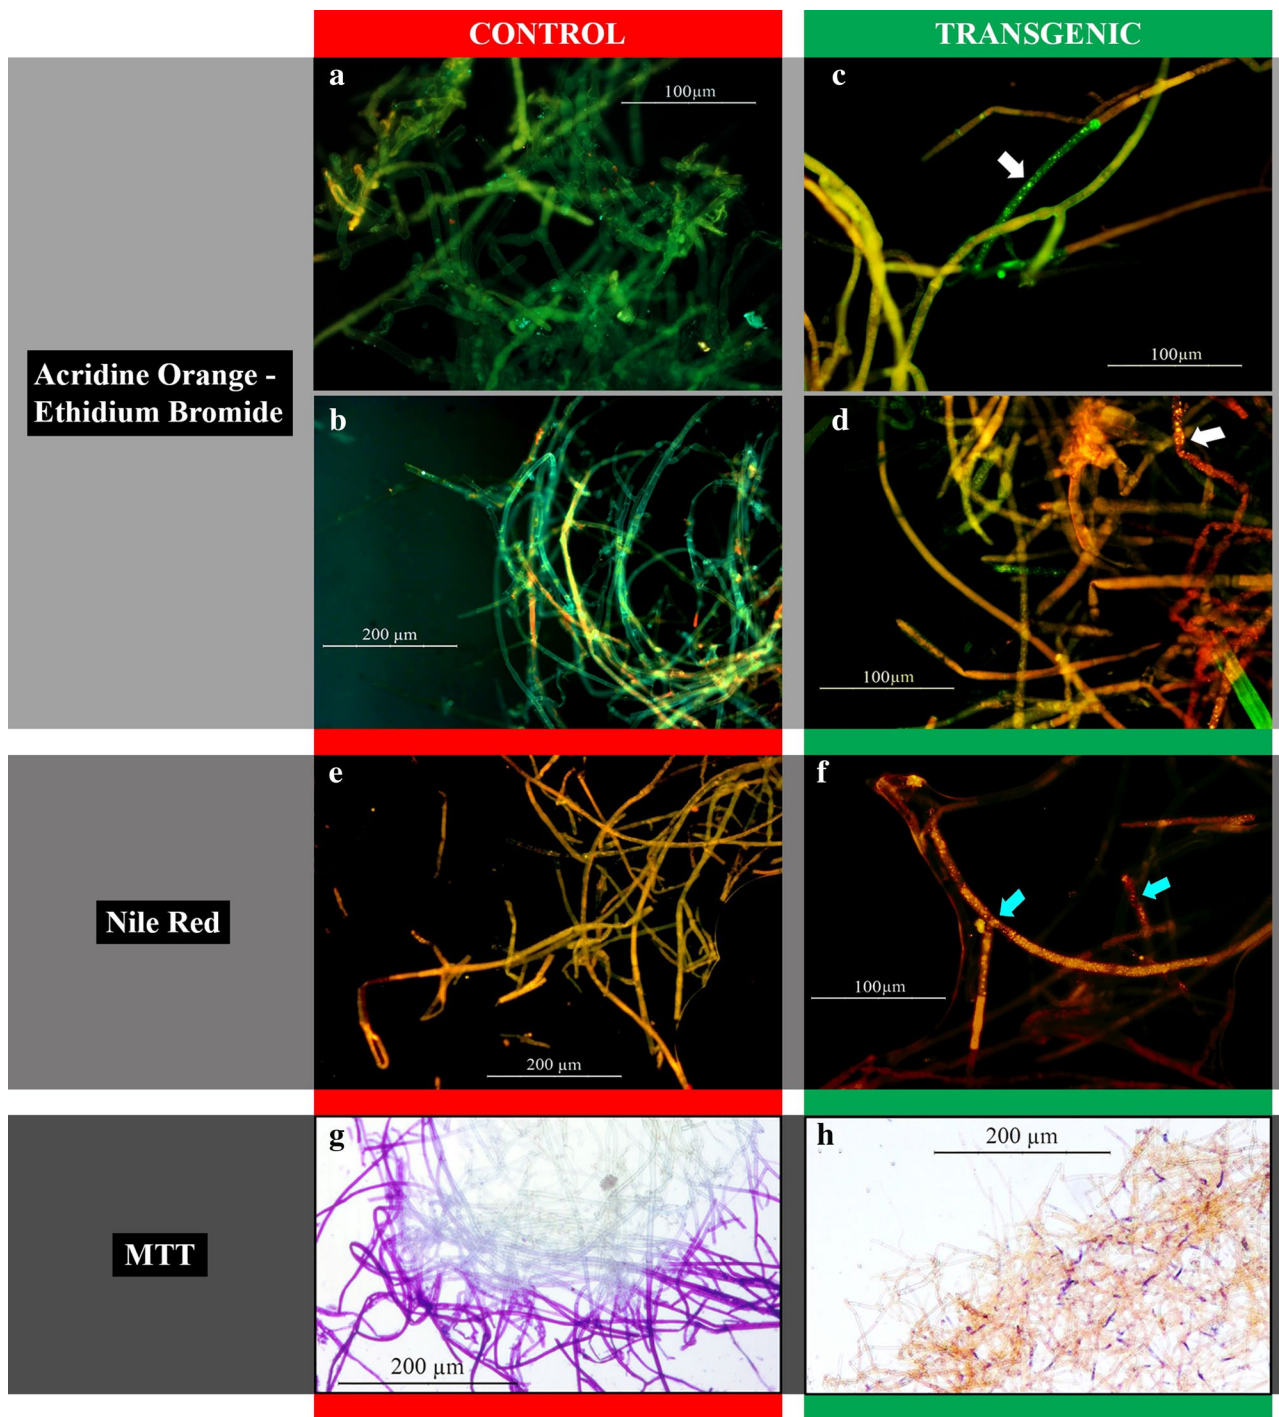 CONTROL
TRANSGENIC
a
100µm
c
100µm
Acridine Orange -
Ethidium Bromide
b
200 µm
d
100µm
Nile Red
e
200 µm
f
100µm
MTT
g
200 µm
h
200 µm